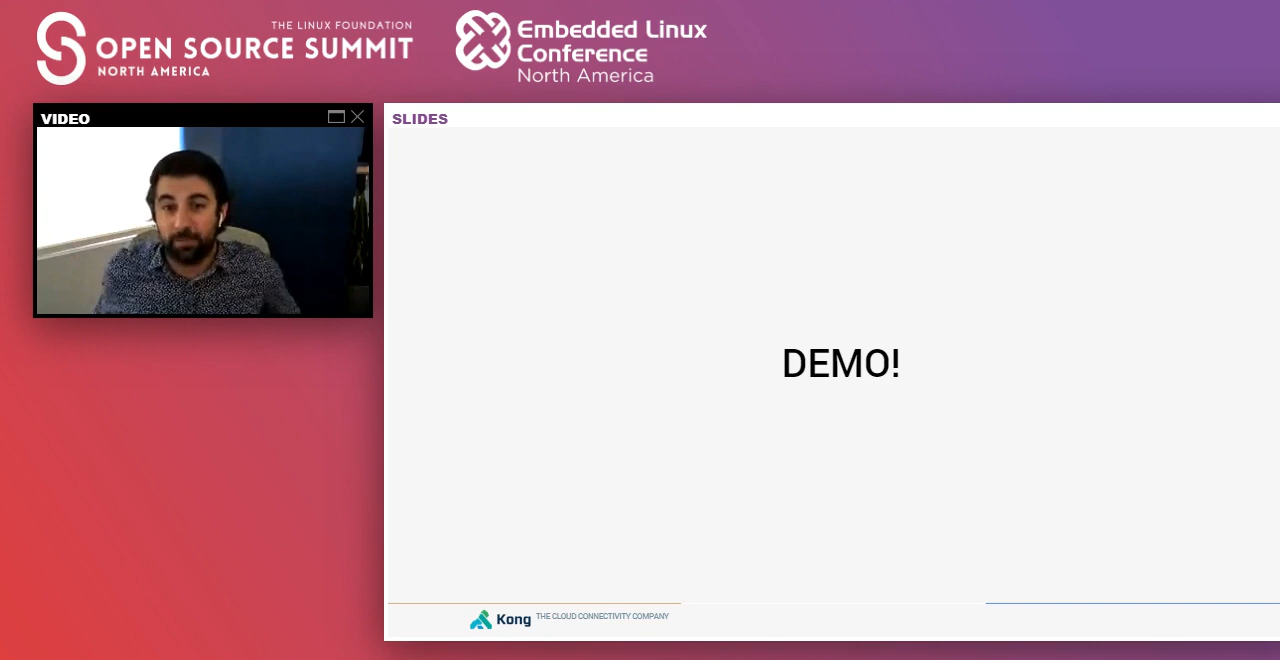 THE LINUX FOUNDATION
OPEN SOURCE SUMMIT
NORTH AMERICA
Embedded Linux
Conference
North America
VIDEO
SLIDES
DEMO!
Kong THE CLOUD CONNECTIVITY COMPANY